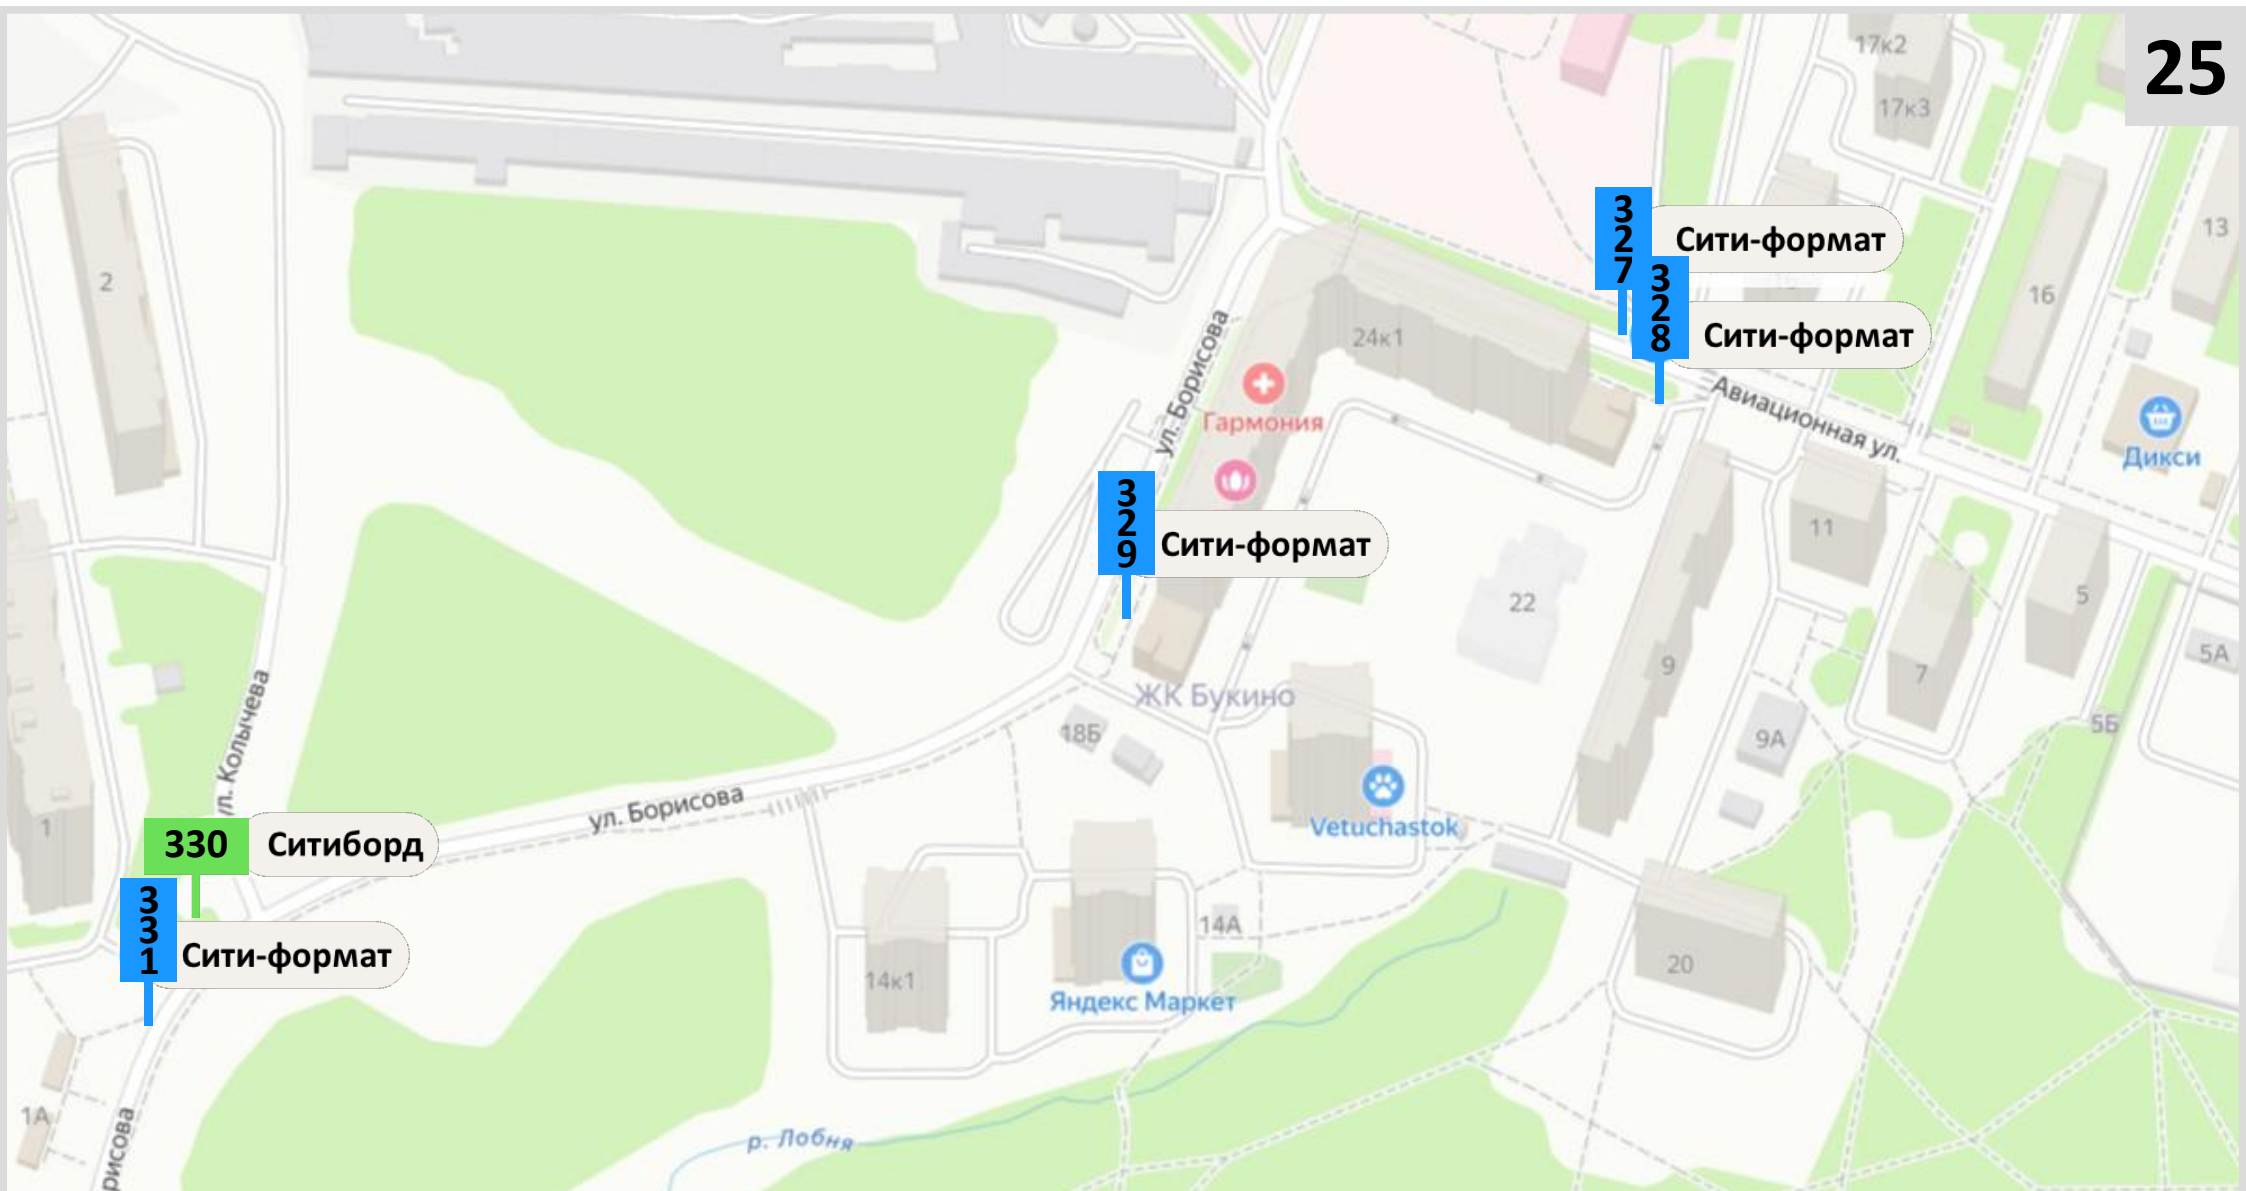 25
17к2
17к3
2
13
16
3
2
7
Сити-формат
3
2
8
Сити-формат
24к1
ул. Борисова
Гармония
Авиационная ул.
Дикси
3
2
9
Сити-формат
11
22
5
5А
9
7
5Б
9А
ЖК Букино
18Б
ул. Колычева
ул. Борисова
Vetuchastok
1
330
Ситиборд
3
3
1
Сити-формат
14А
14к1
20
Яндекс Маркет
1А
р. Лобня
рисова